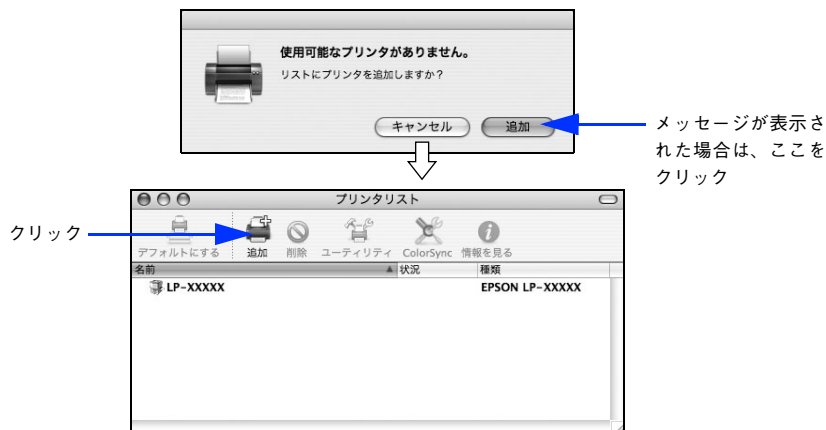 使用可能なプリンタがありません。
リストにプリンタを追加しますか？
キャンセル 追加
メッセージが表示さ
れた場合は、ここを
クリック
プリンタリスト
クリック
デフォルトにする 追加 削除 ユーティリティ ColorSync 情報を見る
名前 状況 種類
LP-XXXXX EPSON LP-XXXXX